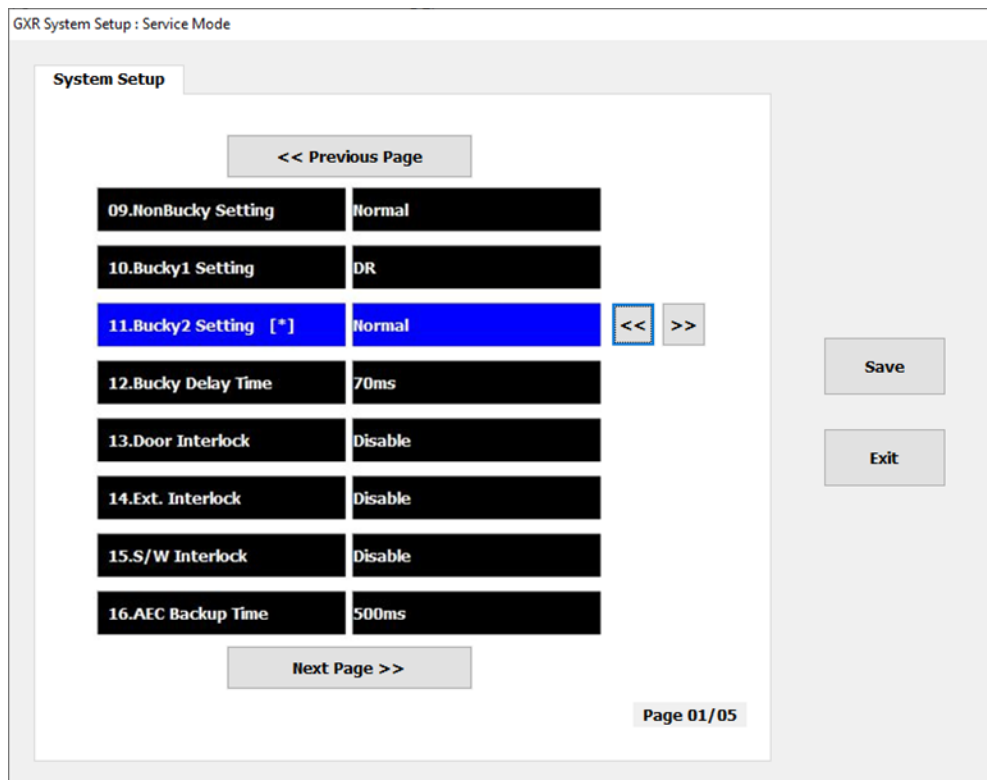 GXR System Setup : Service Mode
System Setup
<< Previous Page
09.NonBucky Setting Normal
10.Bucky1 Setting DR
11.Bucky2 Setting [*] Normal << >>
12.Bucky Delay Time 70ms
Save
13.Door Interlock Disable
Exit
14.Ext. Interlock Disable
15.S/W Interlock Disable
16.AEC Backup Time 500ms
Next Page >>
Page 01/05